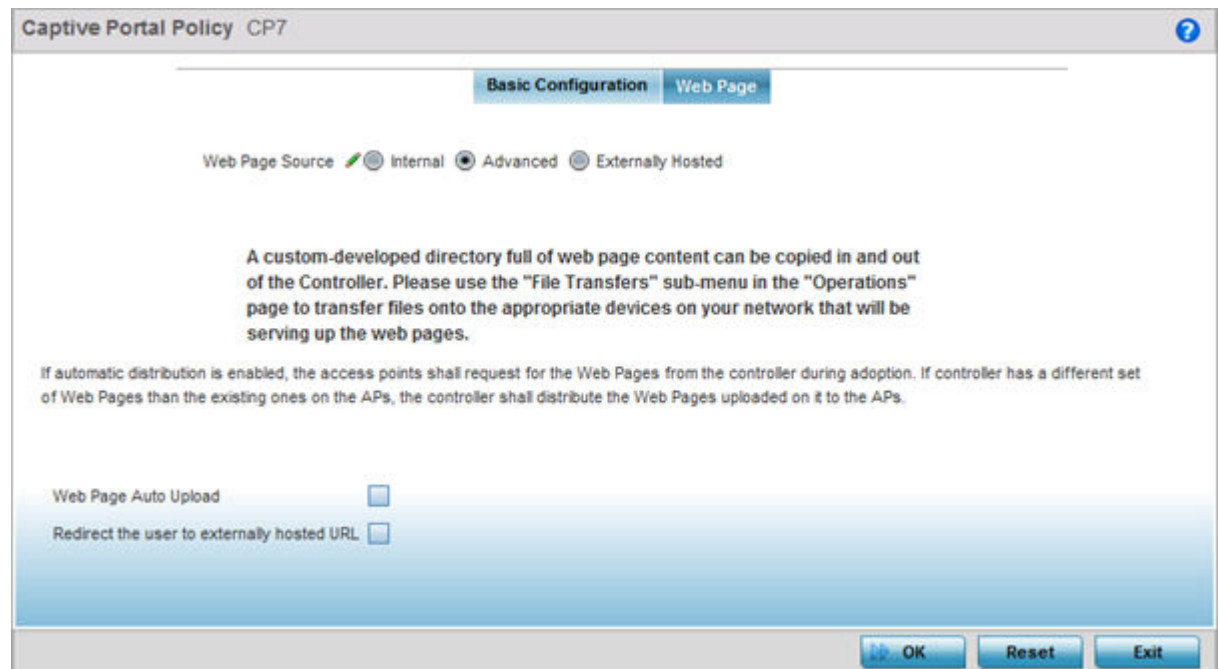 Captive Portal Policy CP7 ?
Basic Configuration Web Page
Web Page Source Internal Advanced Externally Hosted
A custom-developed directory full of web page content can be copied in and out
of the Controller. Please use the "File Transfers" sub-menu in the "Operations"
page to transfer files onto the appropriate devices on your network that will be
serving up the web pages.
If automatic distribution is enabled, the access points shall request for the Web Pages from the controller during adoption. If controller has a different set
of Web Pages than the existing ones on the APs, the controller shall distribute the Web Pages uploaded on it to the APs.
Web Page Auto Upload
Redirect the user to externally hosted URL
OK Reset Exit